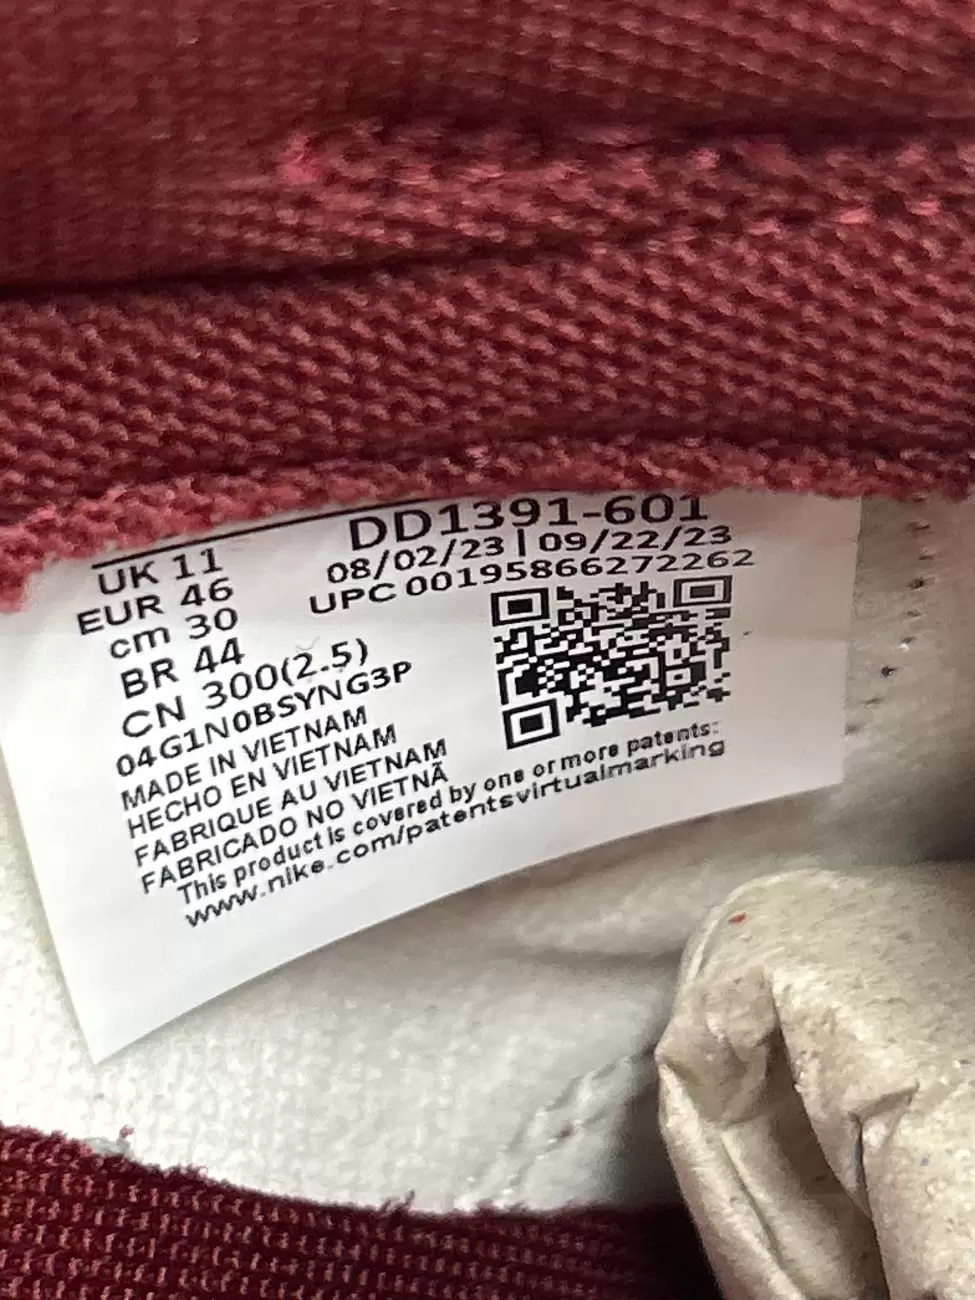 UK 11
EUR 46
cm 30
BR 44
CN 300(2.5)
04G1N0BSYNG3P
MADE IN VIETNAM
HECHO EN VIETNAM
FABRIQUE AU VIETNAM
FABRICADO NO VIETNÃ
DD1391-601
08/02/23 | 09/22/23
UPC 00195866272262
This product is covered by one or more patents:
www.nike.com/patentsvirtualmarking